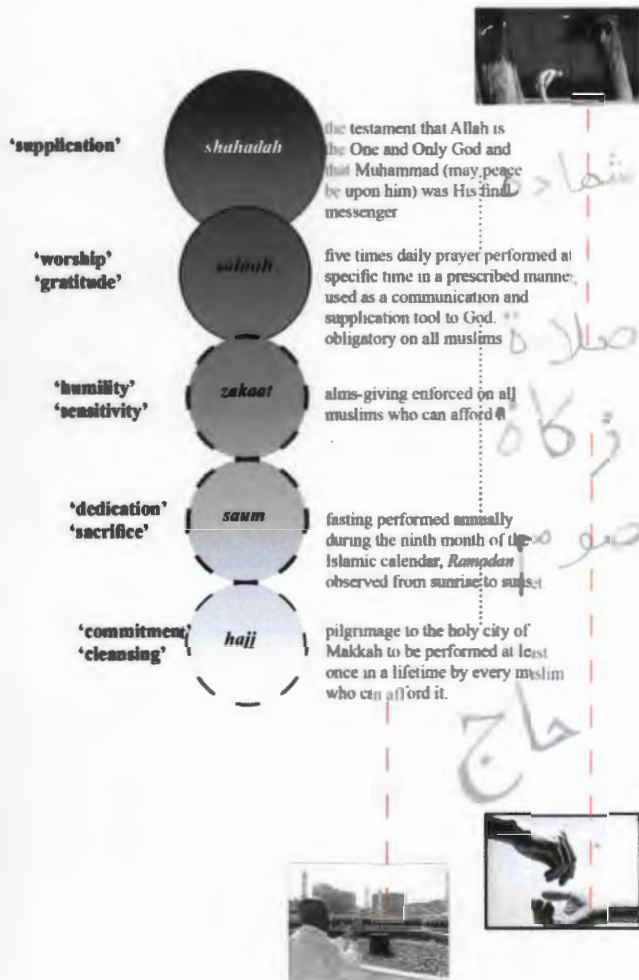 'supplication'
shahadah
the testament that Allah is
the One and Only God and
that Muhammad (may peace
be upon him) was His final
messenger
شهاده
'worship'
'gratitude'
salaah
five times daily prayer performed at
specific time in a prescribed manner,
used as a communication and
supplication tool to God.
obligatory on all muslims
صلاة
'humility'
'sensitivity'
zakaat
alms-giving enforced on all
muslims who can afford it
زكاة
'dedication'
'sacrifice'
saum
fasting performed annually
during the ninth month of the
Islamic calendar, Ramadan
observed from sunrise to sunset
صوم
'commitment'
'cleansing'
hajj
pilgrimage to the holy city of
Makkah to be performed at least
once in a lifetime by every muslim
who can afford it.
حاج